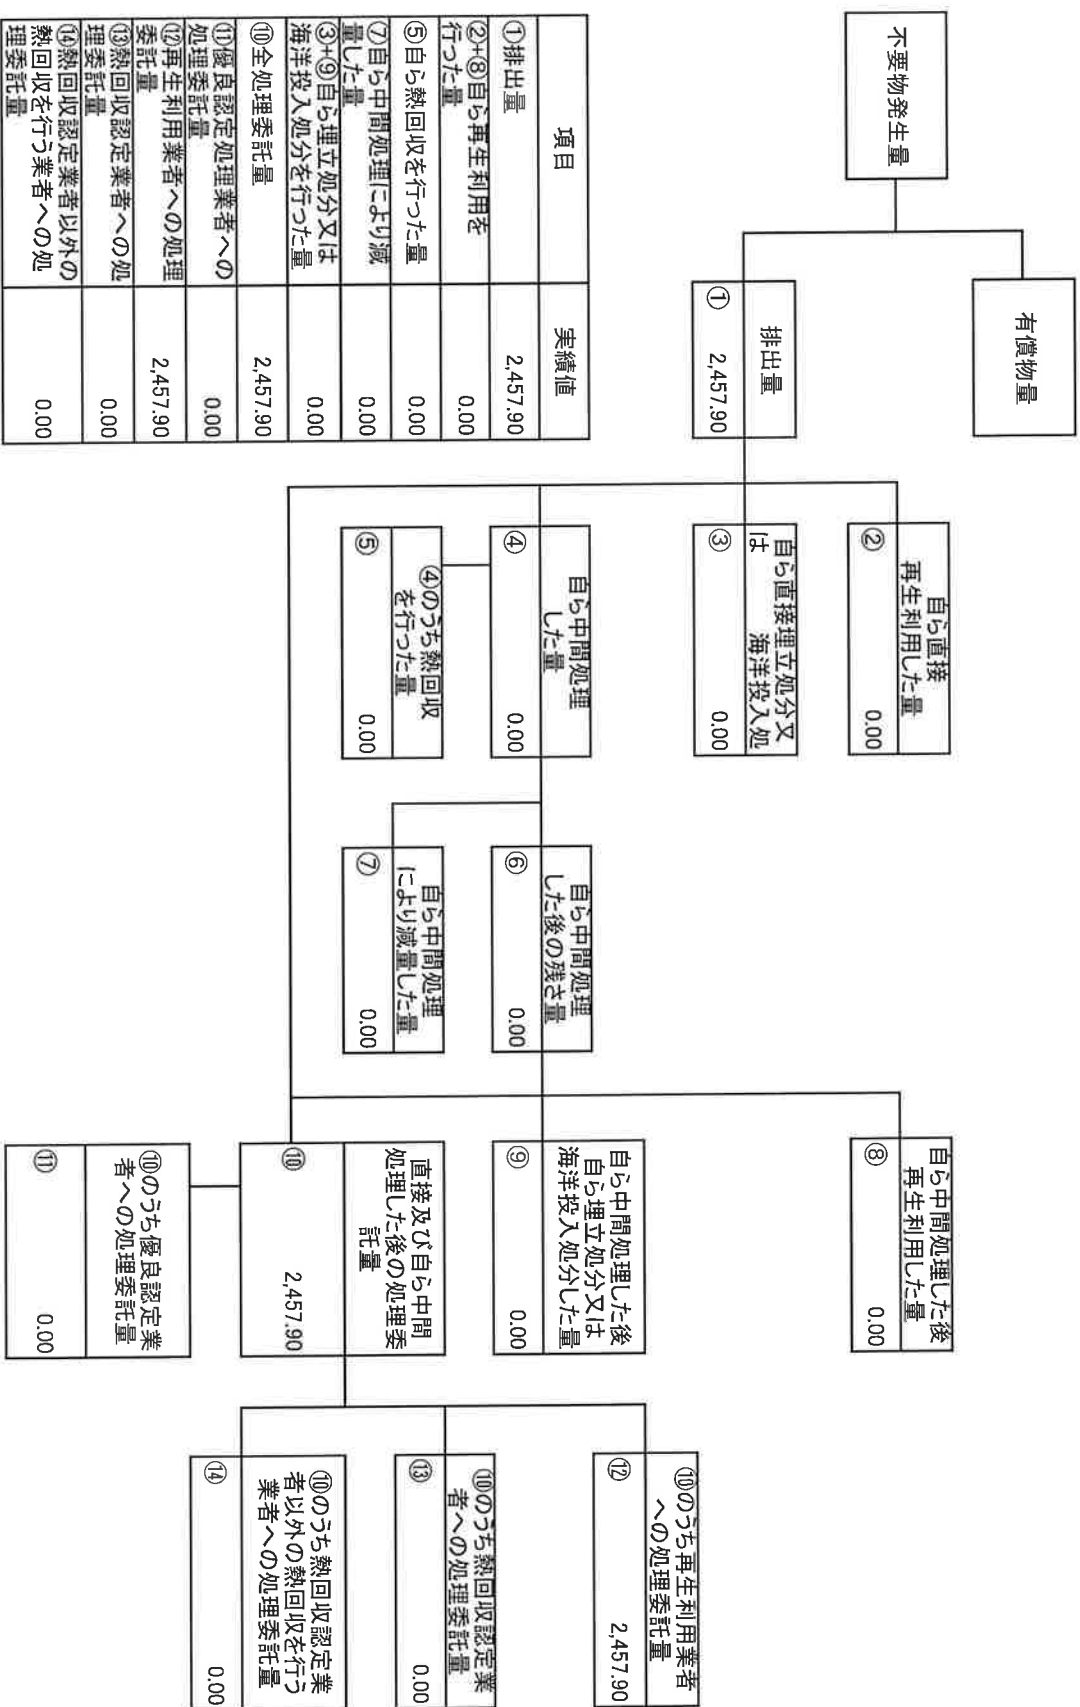 不要物発生量
有償物量
排出量
① 2,457.90
自ら直接
再生利用した量
② 0.00
自ら直接埋立処分又
は 海洋投入処
③ 0.00
自ら中間処理
した量
④ 0.00
④のうち熱回収
を行った量
⑤ 0.00
自ら中間処理
した後の残さ量
⑥ 0.00
自ら中間処理
により減量した量
⑦ 0.00
自ら中間処理した後
再生利用した量
⑧ 0.00
自ら中間処理した後
自ら埋立処分又は
海洋投入処分した量
⑨ 0.00
直接及び自ら中間
処理した後の処理委
託量
⑩ 2,457.90
⑩のうち優良認定業
者への処理委託量
⑪ 0.00
⑩のうち再生利用業者
への処理委託量
⑫ 2,457.90
⑩のうち熱回収認定業
者への処理委託量
⑬ 0.00
⑩のうち熱回収認定業
者以外の熱回収を行う
業者への処理委託量
⑭ 0.00
項目 実績値
①排出量 2,457.90
②+⑧自ら再生利用を
行った量 0.00
⑤自ら熱回収を行った量 0.00
⑦自ら中間処理により減
量した量 0.00
③+⑨自ら埋立処分又は
海洋投入処分を行った量 0.00
⑩全処理委託量 2,457.90
⑪優良認定処理業者への
処理委託量 0.00
⑫再生利用業者への処理
委託量 2,457.90
⑬熱回収認定業者への処
理委託量 0.00
⑭熱回収認定業者以外の
熱回収を行う業者への処
理委託量 0.00